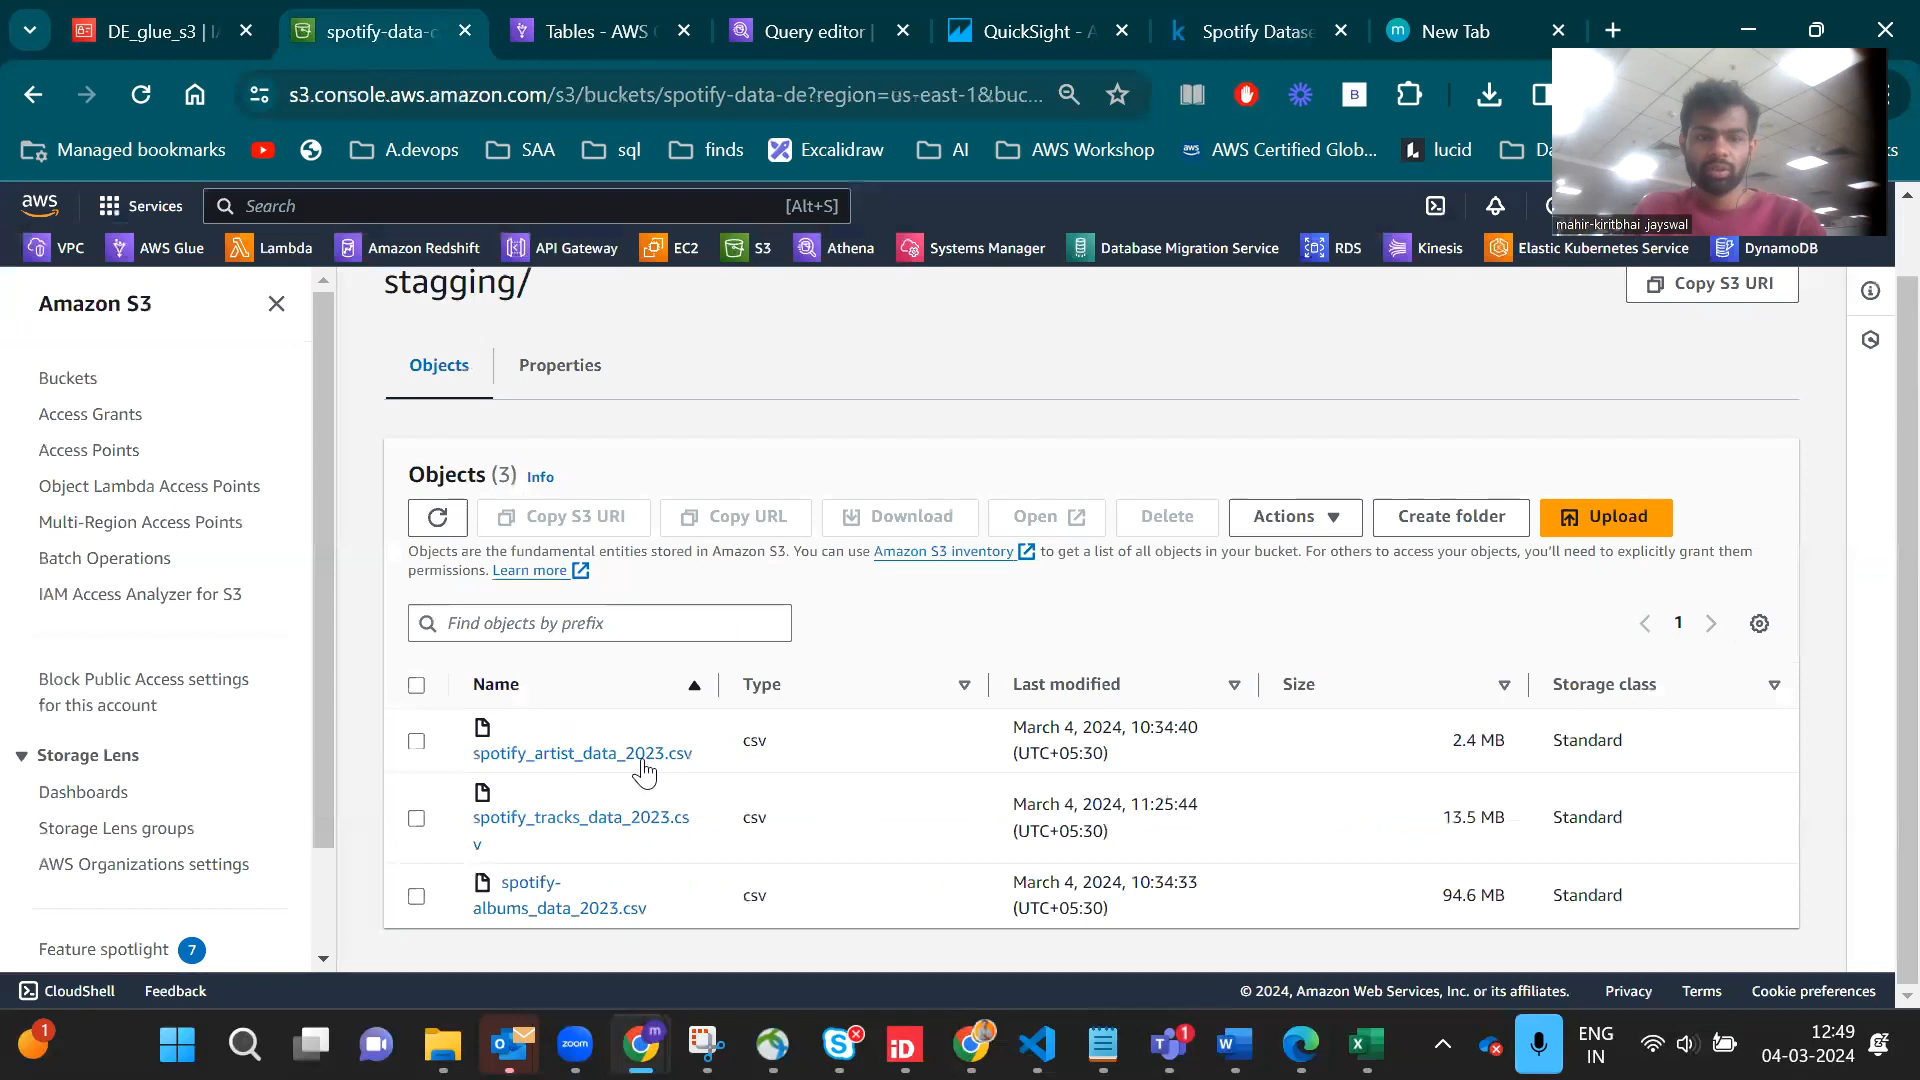 DE_glue_s3 | I
spotify-data-
Tables - AWS
Query editor |
QuickSight - A
Spotify Datase
New Tab
s3.console.aws.amazon.com/s3/buckets/spotify-data-de?region=us-east-1&buc...
Managed bookmarks
A.devops
SAA
sql
finds
Excalidraw
AI
AWS Workshop
AWS Certified Glob...
lucid
mahir-kiritbhai .jayswal
aws
Services
Search
[Alt+S]
VPC
AWS Glue
Lambda
Amazon Redshift
API Gateway
EC2
S3
Athena
Systems Manager
Database Migration Service
RDS
Kinesis
Elastic Kubernetes Service
DynamoDB
Amazon S3
Buckets
Access Grants
Access Points
Object Lambda Access Points
Multi-Region Access Points
Batch Operations
IAM Access Analyzer for S3
Block Public Access settings
for this account
Storage Lens
Dashboards
Storage Lens groups
AWS Organizations settings
Feature spotlight 7
stagging/
Copy S3 URI
Objects
Properties
Objects (3) Info
Copy S3 URI
Copy URL
Download
Open
Delete
Actions
Create folder
Upload
Objects are the fundamental entities stored in Amazon S3. You can use Amazon S3 inventory to get a list of all objects in your bucket. For others to access your objects, you'll need to explicitly grant them
permissions. Learn more
Find objects by prefix
1
Name
Type
Last modified
Size
Storage class
spotify_artist_data_2023.csv
csv
March 4, 2024, 10:34:40
(UTC+05:30)
2.4 MB
Standard
spotify_tracks_data_2023.cs
v
csv
March 4, 2024, 11:25:44
(UTC+05:30)
13.5 MB
Standard
spotify-
albums_data_2023.csv
csv
March 4, 2024, 10:34:33
(UTC+05:30)
94.6 MB
Standard
CloudShell
Feedback
© 2024, Amazon Web Services, Inc. or its affiliates.
Privacy
Terms
Cookie preferences
1
zoom
iD
1
ENG
IN
12:49
04-03-2024